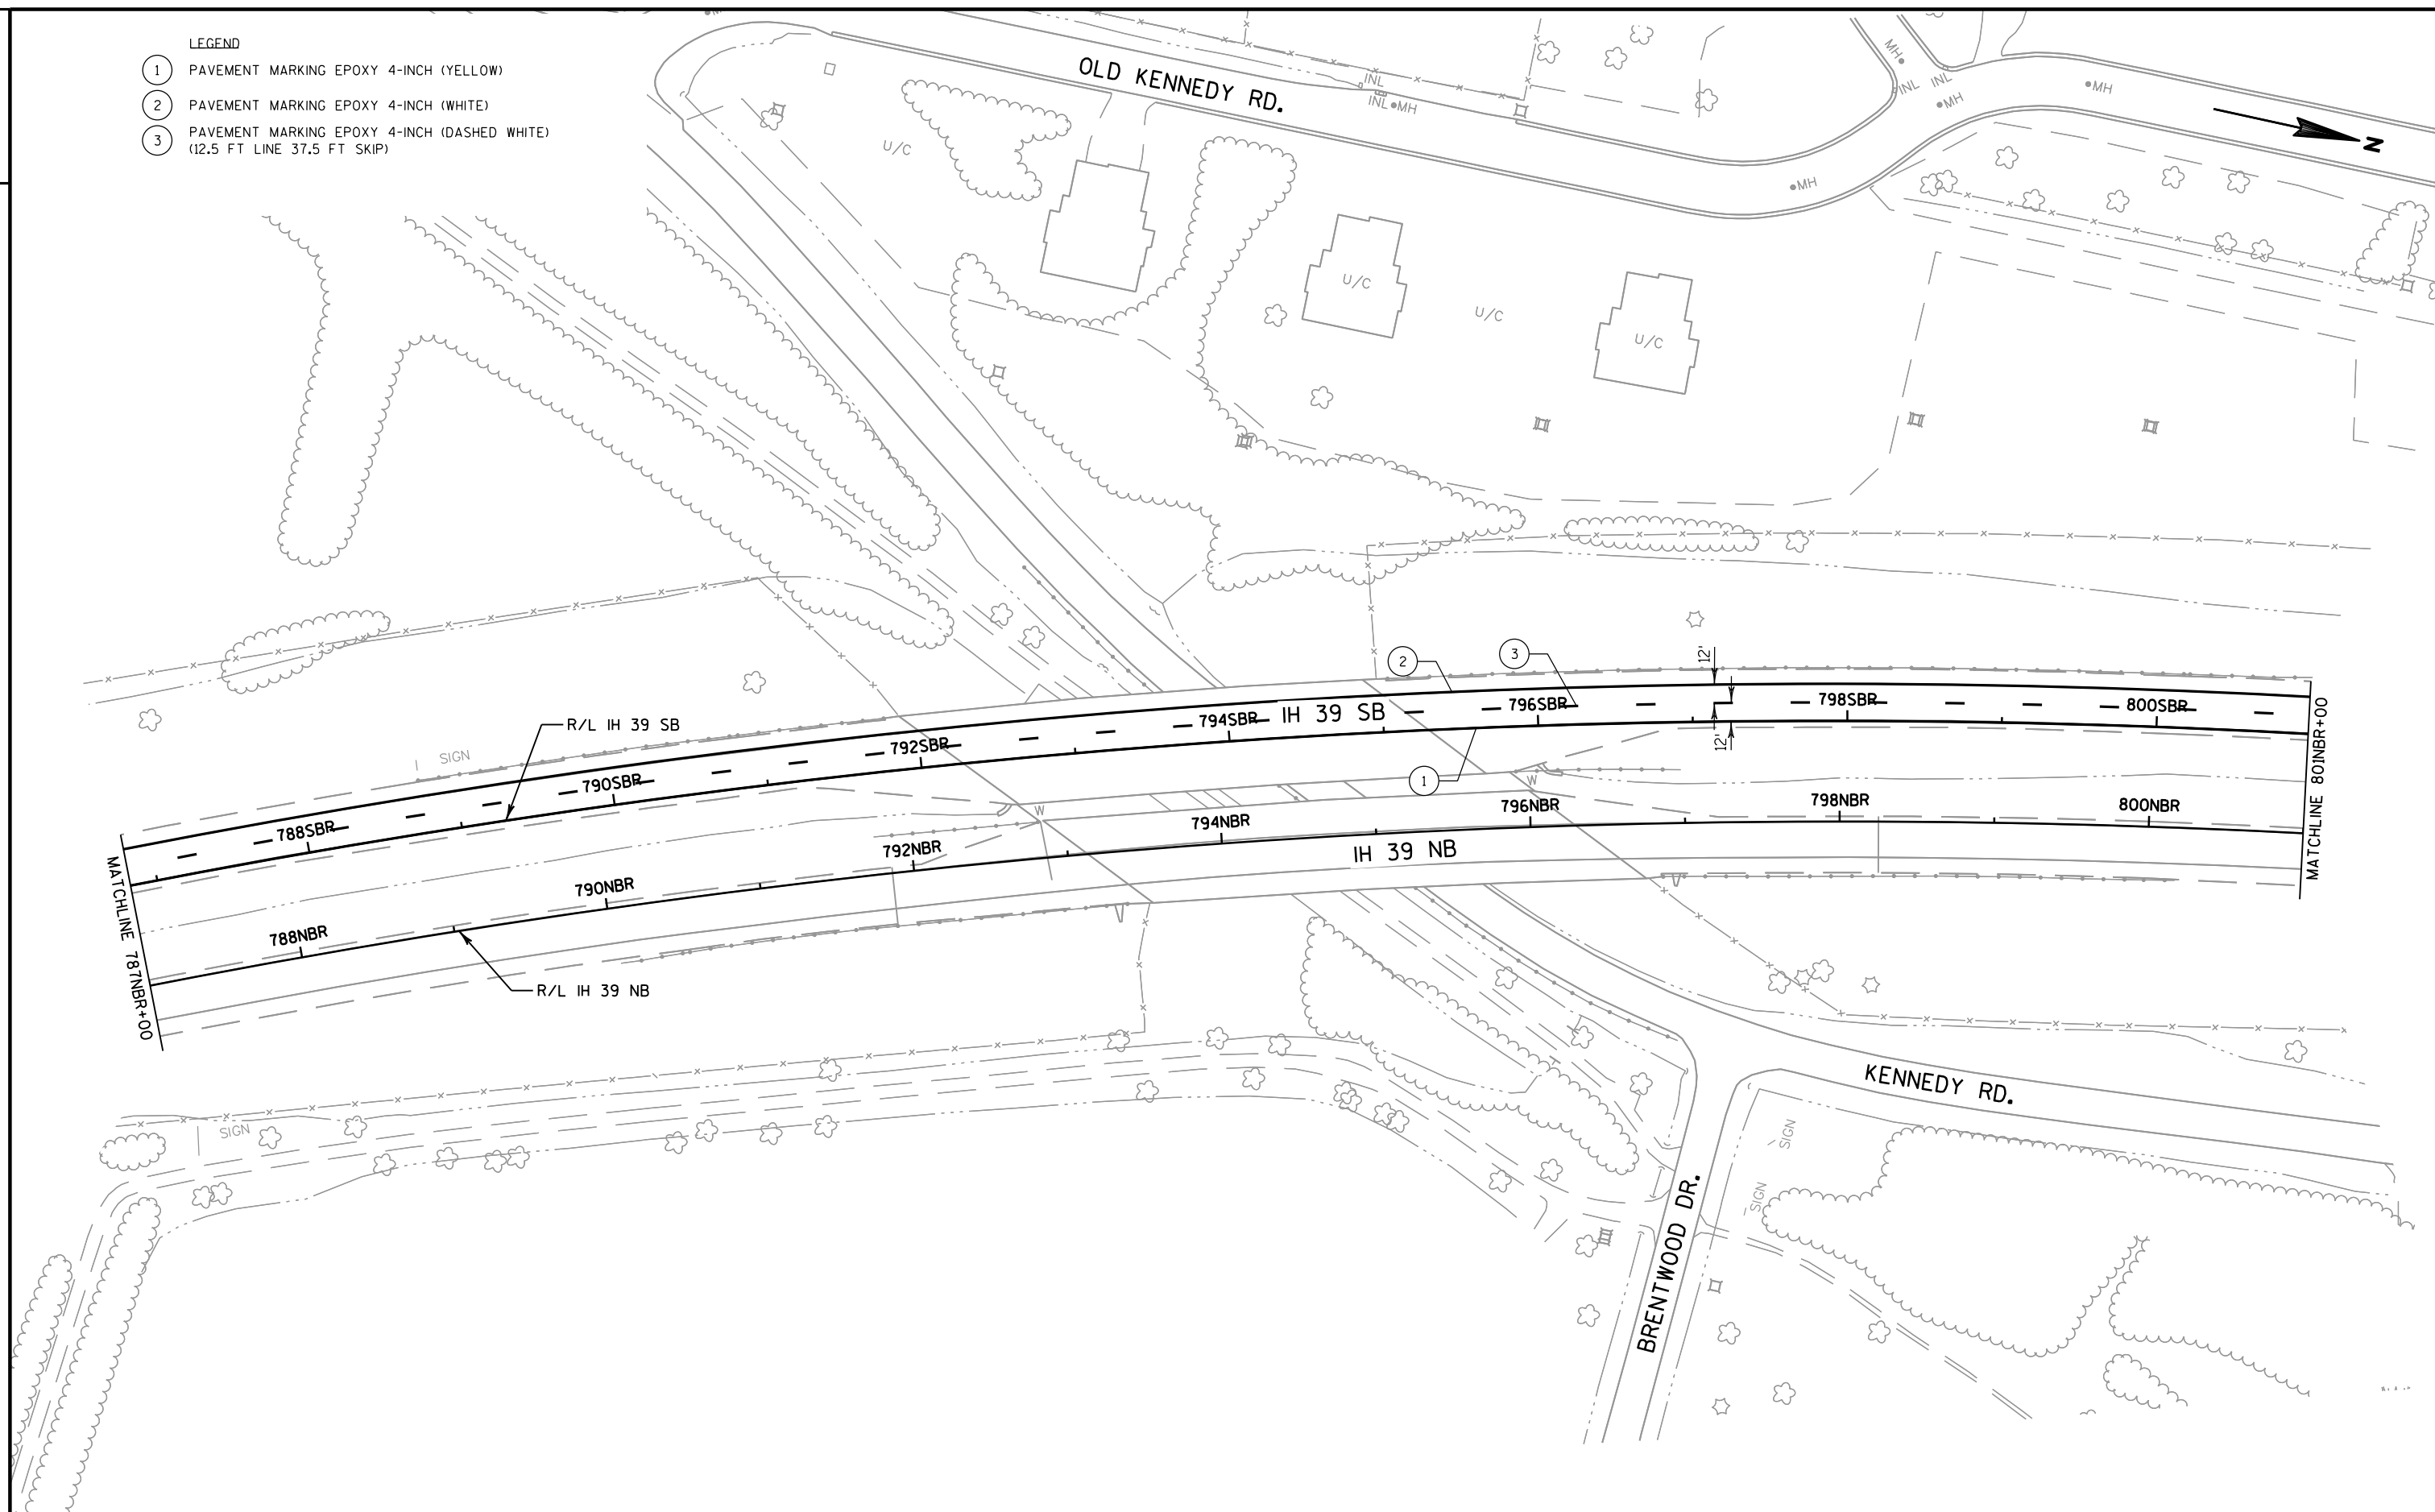 LEGEND
1 PAVEMENT MARKING EPOXY 4-INCH (YELLOW)
2 PAVEMENT MARKING EPOXY 4-INCH (WHITE)
3 PAVEMENT MARKING EPOXY 4-INCH (DASHED WHITE)
(12.5 FT LINE 37.5 FT SKIP)
OLD KENNEDY RD.
INL
INL MH
MH
INL INL
MH
MH
MH
N
U/C
U/C
U/C
U/C
2
3
12'
12'
1
R/L IH 39 SB
SIGN
IH 39 SB
788SBR
790SBR
792SBR
794SBR
796SBR
798SBR
800SBR
W
W
IH 39 NB
788NBR
790NBR
792NBR
794NBR
796NBR
798NBR
800NBR
R/L IH 39 NB
MATCHLINE 787NBR+00
MATCHLINE 801NBR+00
SIGN
KENNEDY RD.
SIGN
SIGN
BRENTWOOD DR.